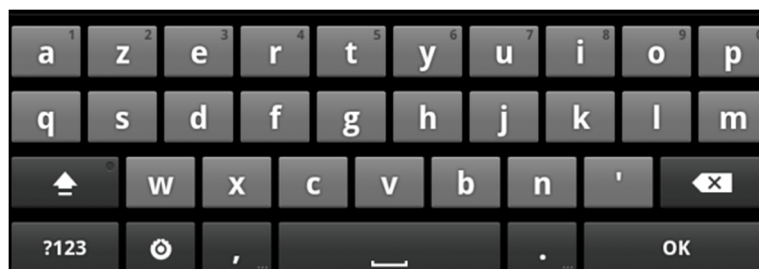 a 1 z 2 e 3 r 4 t 5 y 6 u 7 i 8 o 9 p
q s d f g h j k l m
w x c v b n '
?123 , ... . ... OK